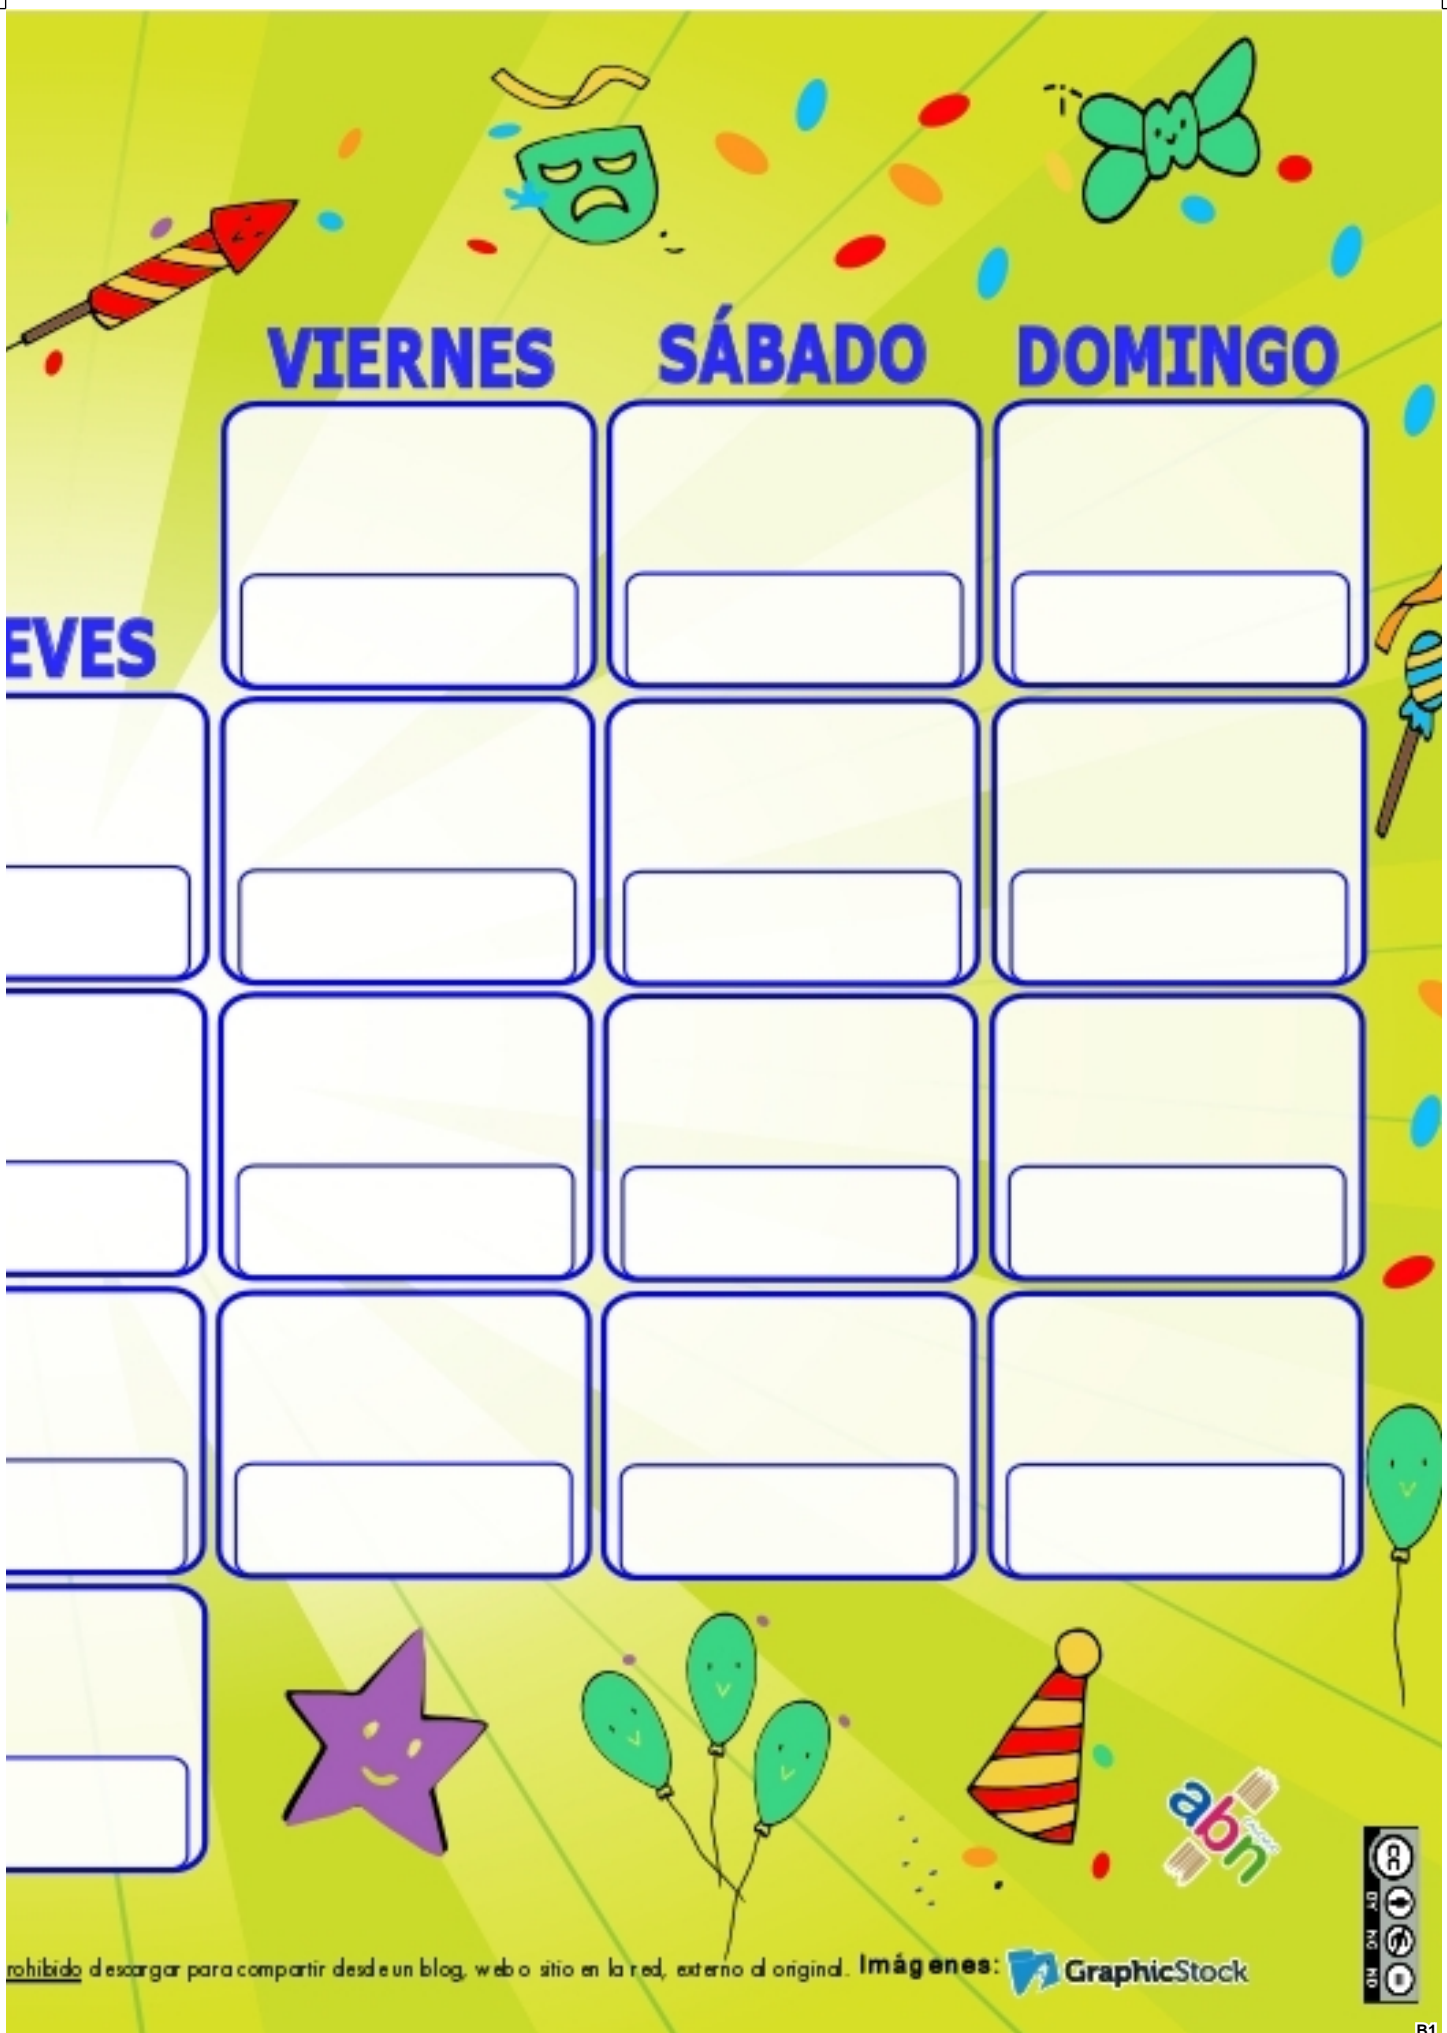 VIERNES SÁBADO DOMINGO
EVES
abn
rohibido descargar para compartir desde un blog, web o sitio en la red, externo al original. Imágenes: GraphicStock
CC
BY NC ND
B1